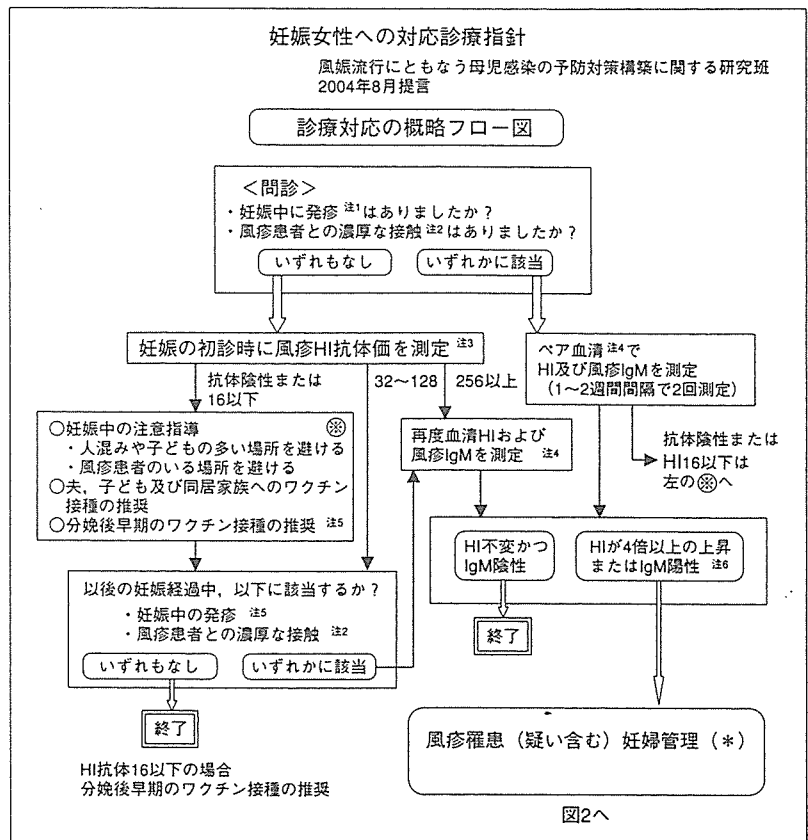 妊娠女性への対応診療指針
風娠流行にともなう母児感染の予防対策構築に関する研究班
2004年8月提言
診療対応の概略フロー図
＜問診＞
・妊娠中に発疹 注1 はありましたか？
・風疹患者との濃厚な接触 注2 はありましたか？
いずれもなし
いずれかに該当
妊娠の初診時に風疹HI抗体価を測定 注3
ペア血清 注4 で
HI及び風疹IgMを測定
（1～2週間間隔で2回測定）
抗体陰性または
16以下
32～128
256以上
○妊娠中の注意指導 ※
・人混みや子どもの多い場所を避ける
・風疹患者のいる場所を避ける
○夫，子ども及び同居家族へのワクチン
接種の推奨
○分娩後早期のワクチン接種の推奨 注5
再度血清HIおよび
風疹IgMを測定 注4
抗体陰性または
HI16以下は
左の※へ
HI不変かつ
IgM陰性
HIが4倍以上の上昇
またはIgM陽性 注6
終了
以後の妊娠経過中，以下に該当するか？
・妊娠中の発疹 注5
・風疹患者との濃厚な接触 注2
いずれもなし
いずれかに該当
終了
HI抗体16以下の場合
分娩後早期のワクチン接種の推奨
風疹罹患（疑い含む）妊婦管理（＊）
図2へ